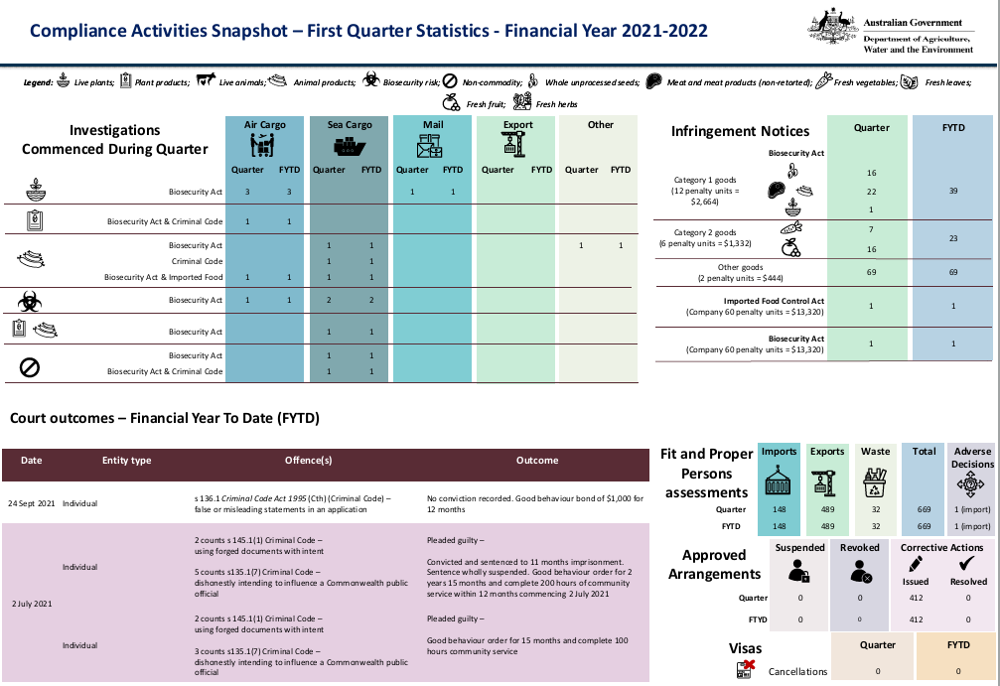 Compliance Activities Snapshot – First Quarter Statistics - Financial Year 2021-2022
Australian Government
Department of Agriculture,
Water and the Environment
Legend: Live plants; Plant products; Live animals; Animal products; Biosecurity risk; Non-commodity; Whole unprocessed seeds; Meat and meat products (non-retorted); Fresh vegetables; Fresh leaves;
Fresh fruit; Fresh herbs
Investigations
Commenced During Quarter
Air Cargo Sea Cargo Mail Export Other
Quarter FYTD Quarter FYTD Quarter FYTD Quarter FYTD Quarter FYTD
Biosecurity Act 3 3 1 1
Biosecurity Act & Criminal Code 1 1
Biosecurity Act 1 1 1 1
Criminal Code 1 1
Biosecurity Act & Imported Food 1 1 1 1
Biosecurity Act 1 1 2 2
Biosecurity Act 1 1
Biosecurity Act 1 1
Biosecurity Act & Criminal Code 1 1
Infringement Notices Quarter FYTD
Biosecurity Act
Category 1 goods
(12 penalty units =
$2,664)
16
22
1
39
Category 2 goods
(6 penalty units = $1,332)
7
16
23
Other goods
(2 penalty units = $444)
69 69
Imported Food Control Act
(Company 60 penalty units = $13,320)
1 1
Biosecurity Act
(Company 60 penalty units = $13,320)
1 1
Court outcomes – Financial Year To Date (FYTD)
Date Entity type Offence(s) Outcome
24 Sept 2021 Individual
s 136.1 Criminal Code Act 1995 (Cth) (Criminal Code) –
false or misleading statements in an application
No conviction recorded. Good behaviour bond of $1,000 for
12 months
2 July 2021
Individual
2 counts s 145.1(1) Criminal Code –
using forged documents with intent
5 counts s135.1(7) Criminal Code –
dishonestly intending to influence a Commonwealth public
official
Pleaded guilty –
Convicted and sentenced to 11 months imprisonment.
Sentence wholly suspended. Good behaviour order for 2
years 15 months and complete 200 hours of community
service within 12 months commencing 2 July 2021
Individual
2 counts s 145.1(1) Criminal Code –
using forged documents with intent
3 counts s135.1(7) Criminal Code –
dishonestly intending to influence a Commonwealth public
official
Pleaded guilty –
Good behaviour order for 15 months and complete 100
hours community service
Fit and Proper
Persons
assessments
Imports Exports Waste Total Adverse
Decisions
Quarter 148 489 32 669 1 (import)
FYTD 148 489 32 669 1 (import)
Approved
Arrangements
Suspended Revoked Corrective Actions
Issued Resolved
Quarter 0 0 412 0
FTYD 0 0 412 0
Visas Quarter FYTD
Cancellations 0 0